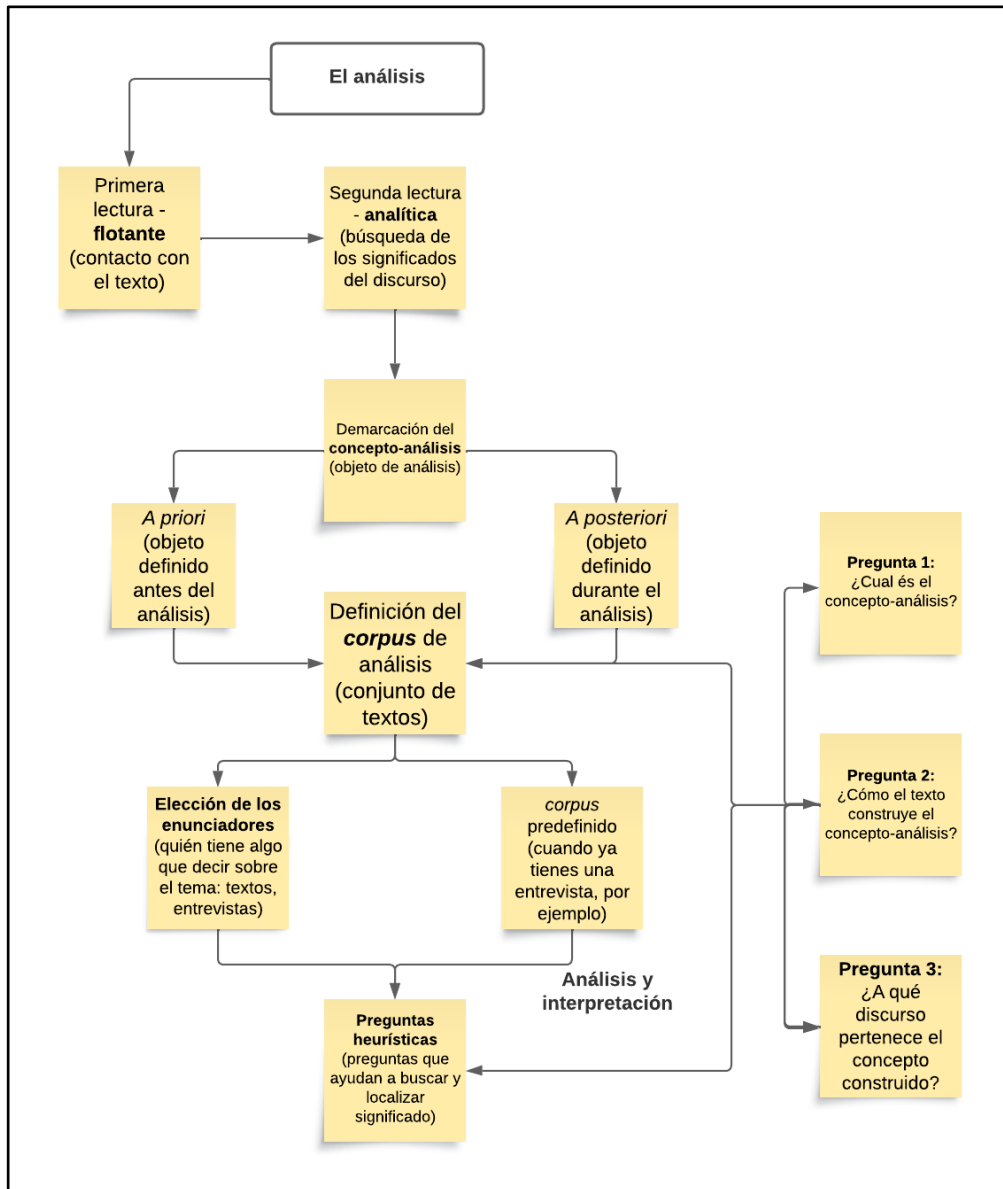 El análisis
Primera
lectura -
flotante
(contacto con
el texto)
Segunda lectura
- analítica
(búsqueda de
los significados
del discurso)
Demarcación del
concepto-análisis
(objeto de análisis)
A priori
(objeto
definido
antes del
análisis)
A posteriori
(objeto
definido
durante el
análisis)
Definición del
corpus de
análisis
(conjunto de
textos)
Elección de los
enunciadores
(quién tiene algo
que decir sobre
el tema: textos,
entrevistas)
corpus
predefinido
(cuando ya
tienes una
entrevista, por
ejemplo)
Análisis y
interpretación
Preguntas
heurísticas
(preguntas que
ayudan a buscar y
localizar
significado)
Pregunta 1:
¿Cual és el
concepto-análisis?
Pregunta 2:
¿Cómo el texto
construye el
concepto-análisis?
Pregunta 3:
¿A qué
discurso
pertenece el
concepto
construido?